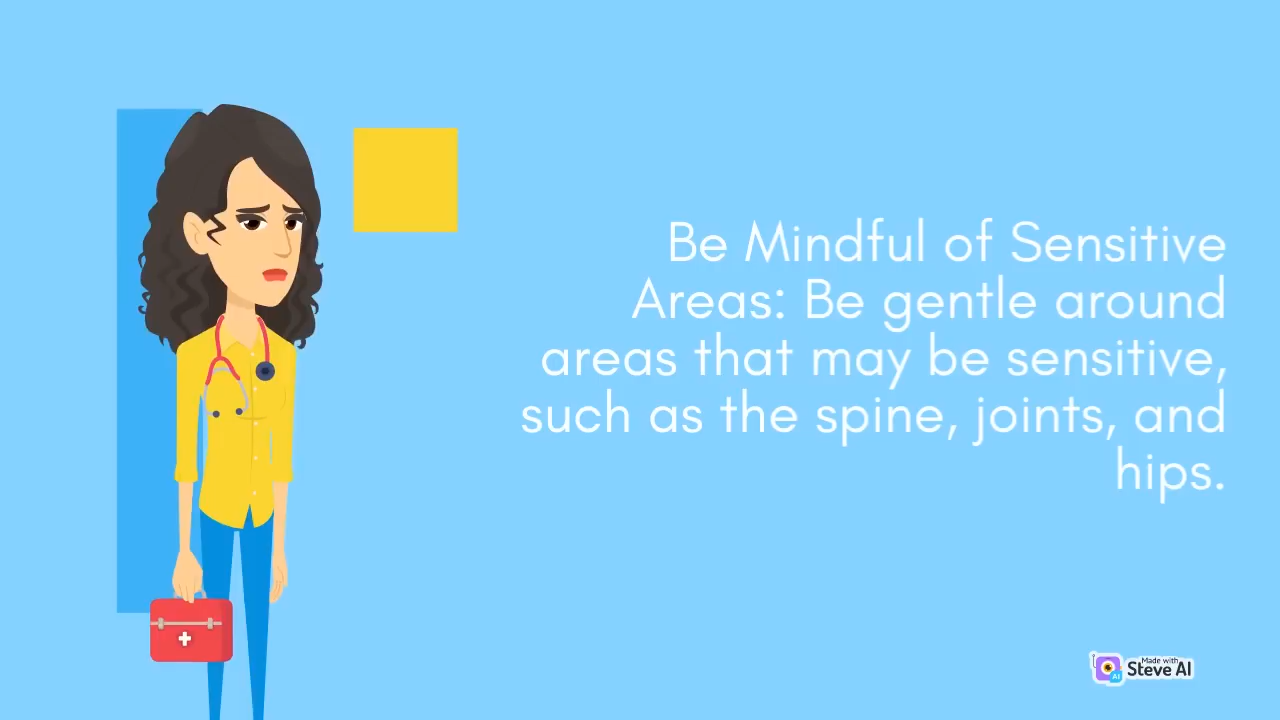 Be Mindful of Sensitive
Areas: Be gentle around
areas that may be sensitive,
such as the spine, joints, and
hips.
Made with
Steve AI
AI